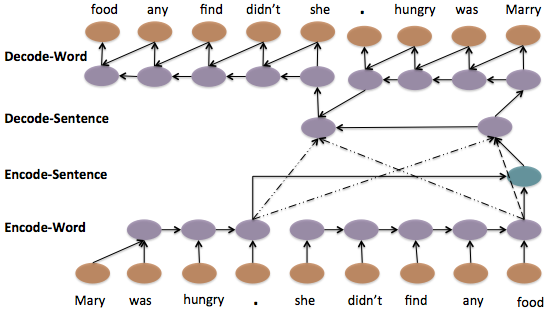 food any find didn't she . hungry was Marry
Decode-Word
Decode-Sentence
Encode-Sentence
Encode-Word
Mary was hungry . she didn't find any food